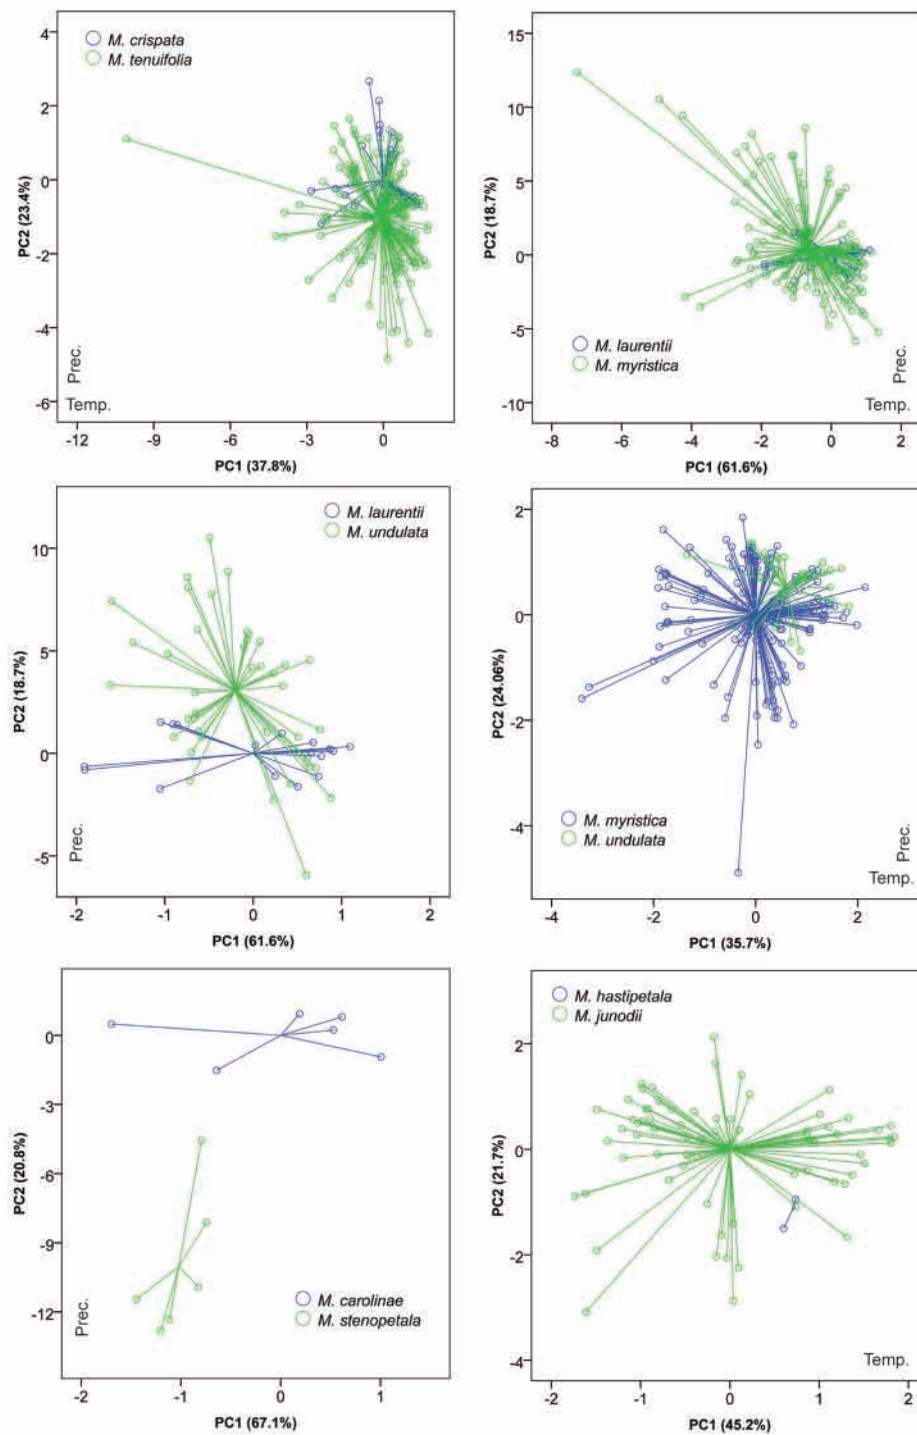 M. crispata
M. tenuifolia
4
2
0
-2
-4
-6
PC2 (23.4%)
Prec.
Temp.
-12
-9
-6
-3
0
PC1 (37.8%)
15
10
5
0
-5
-10
PC2 (18.7%)
M. laurentii
M. myristica
Prec.
Temp.
-8
-6
-4
-2
0
2
PC1 (61.6%)
M. laurentii
M. undulata
10
5
0
-5
PC2 (18.7%)
Prec.
-2
-1
0
1
2
PC1 (61.6%)
2
0
-2
-4
PC2 (24.06%)
M. myristica
M. undulata
Prec.
Temp.
-4
-2
0
2
PC1 (35.7%)
0
-3
-6
-9
-12
PC2 (20.8%)
Prec.
M. carolinae
M. stenopetala
-2
-1
0
1
PC1 (67.1%)
M. hastipetala
M. junodii
2
0
-2
-4
PC2 (21.7%)
Temp.
-2
-1
0
1
2
PC1 (45.2%)